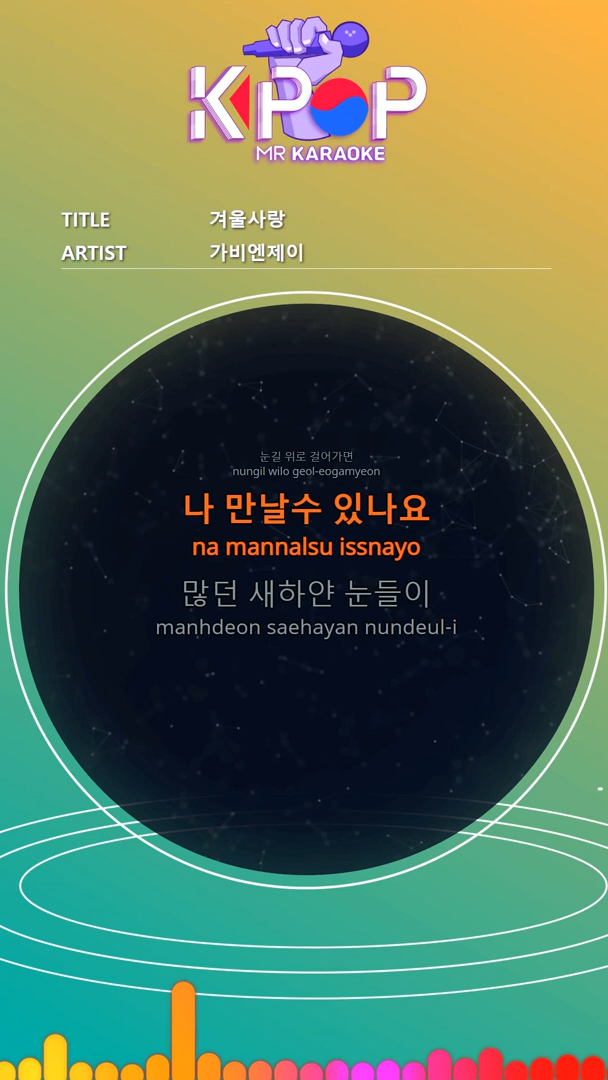 KPOP
MR KARAOKE
TITLE 겨울사랑
ARTIST 가비엔제이
눈길 위로 걸어가면
nungil wilo geol-eogamyeon
나 만날수 있나요
na mannalsu issnayo
많던 새하얀 눈들이
manhdeon saehayan nundeul-i